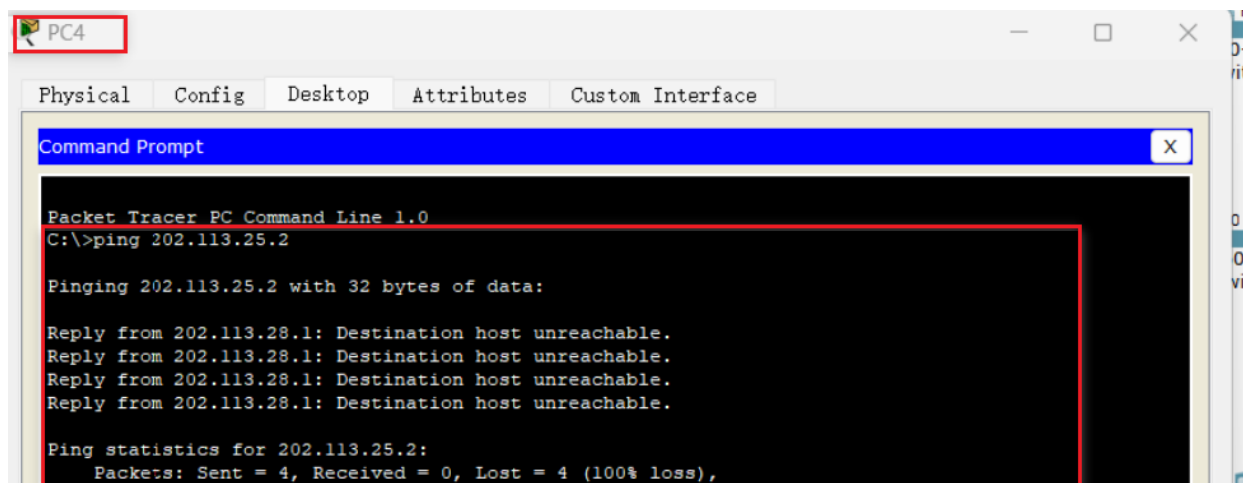 PC4
Physical Config Desktop Attributes Custom Interface
Command Prompt
X
Packet Tracer PC Command Line 1.0
C:\>ping 202.113.25.2
Pinging 202.113.25.2 with 32 bytes of data:
Reply from 202.113.28.1: Destination host unreachable.
Reply from 202.113.28.1: Destination host unreachable.
Reply from 202.113.28.1: Destination host unreachable.
Reply from 202.113.28.1: Destination host unreachable.
Ping statistics for 202.113.25.2:
Packets: Sent = 4, Received = 0, Lost = 4 (100% loss),